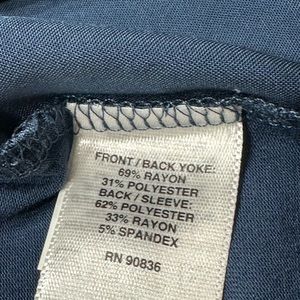 FRONT / BACK YOKE:
69% RAYON
31% POLYESTER
BACK / SLEEVE:
62% POLYESTER
33% RAYON
5% SPANDEX
RN 90836